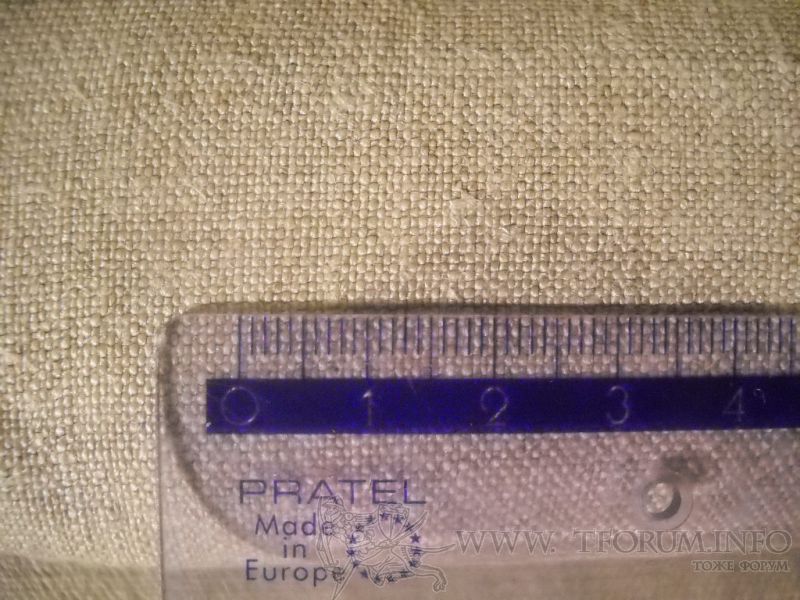 0 1 2 3 4
PRATEL
Made
in
Europe
WWW. TFORUM.INFO
ТОЖЕ ФОРУМ